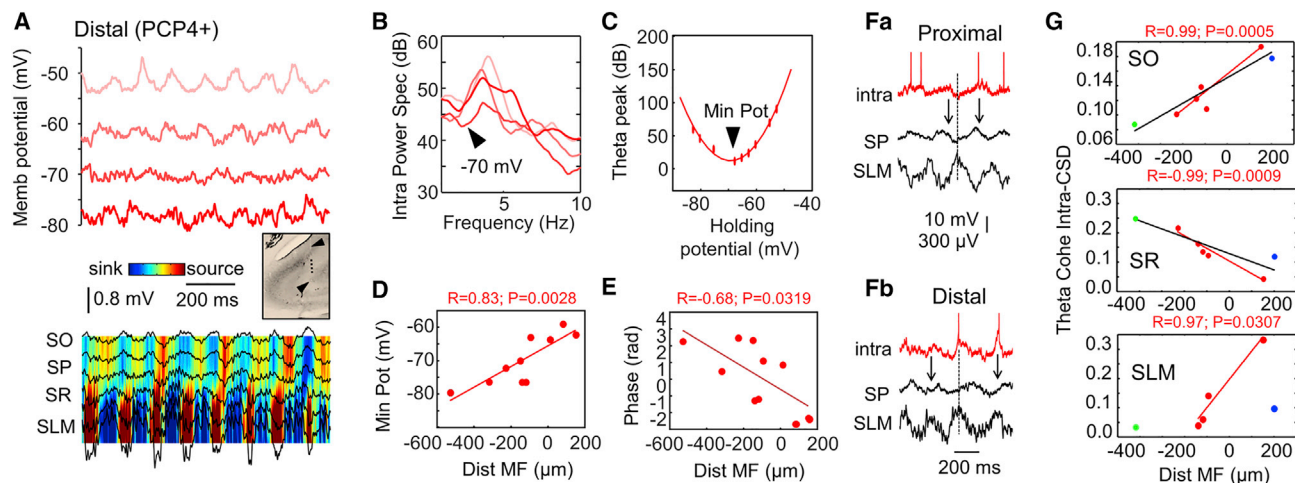 A
Distal (PCP4+)
Memb potential (mV)
-50
-60
-70
-80
sink source
0.8 mV
200 ms
SO
SP
SR
SLM
B
Intra Power Spec (dB)
60
50
40
30
-70 mV
5
10
Frequency (Hz)
C
Theta peak (dB)
200
150
100
50
0
Min Pot
-80
-60
-40
Holding
potential (mV)
D
R=0.83; P=0.0028
Min Pot (mV)
-60
-70
-80
-600 -400 -200 0 200
Dist MF (µm)
E
R=-0.68; P=0.0319
Phase (rad)
4
3
2
1
0
-1
-2
-600 -400 -200 0 200
Dist MF (µm)
Fa
Proximal
intra
SP
SLM
10 mV
300 µV
Fb
Distal
intra
SP
SLM
200 ms
G
Theta Cohe Intra-CSD
R=0.99; P=0.0005
SO
0.18
0.14
0.10
0.06
-400 -200 0 200
R=-0.99; P=0.0009
SR
0.3
0.2
0.1
0.0
-400 -200 0 200
R=0.97; P=0.0307
SLM
0.3
0.2
0.1
0.0
-400 -200 0 200
Dist MF (µm)